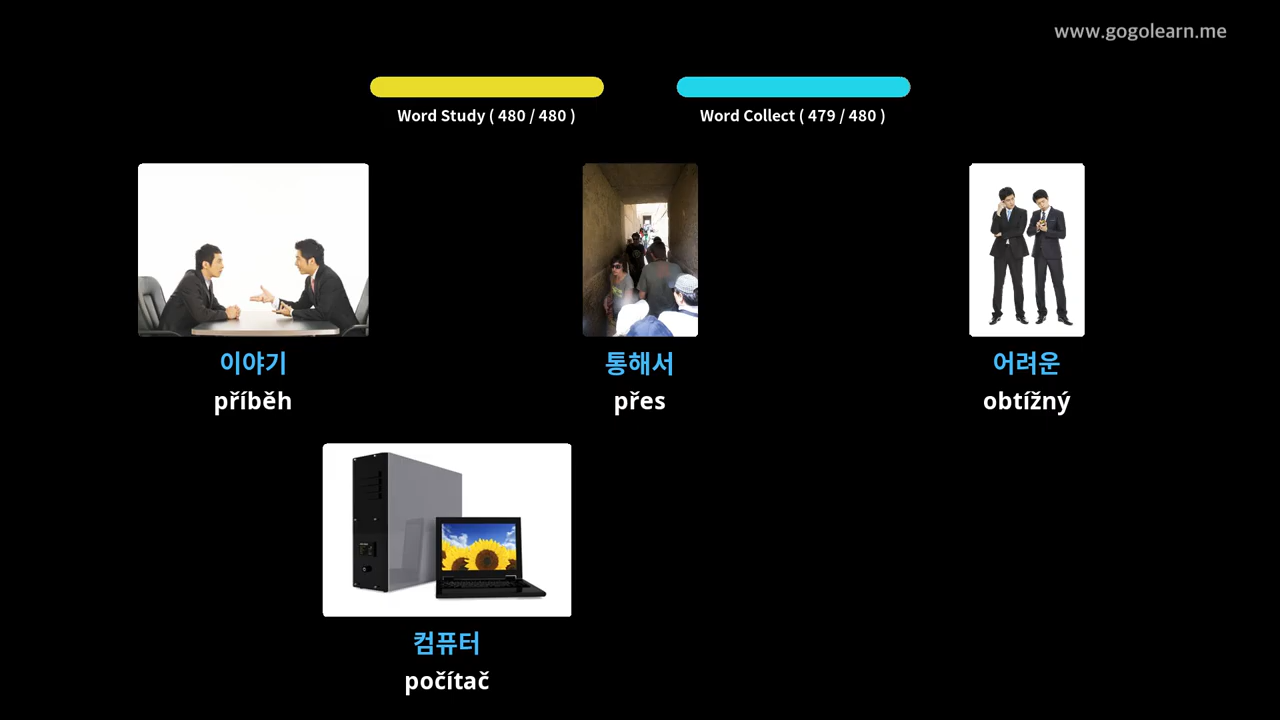 www.gogolearn.me
Word Study ( 480 / 480 )
Word Collect ( 479 / 480 )
이야기
příběh
통해서
přes
어려운
obtížný
컴퓨터
počítač